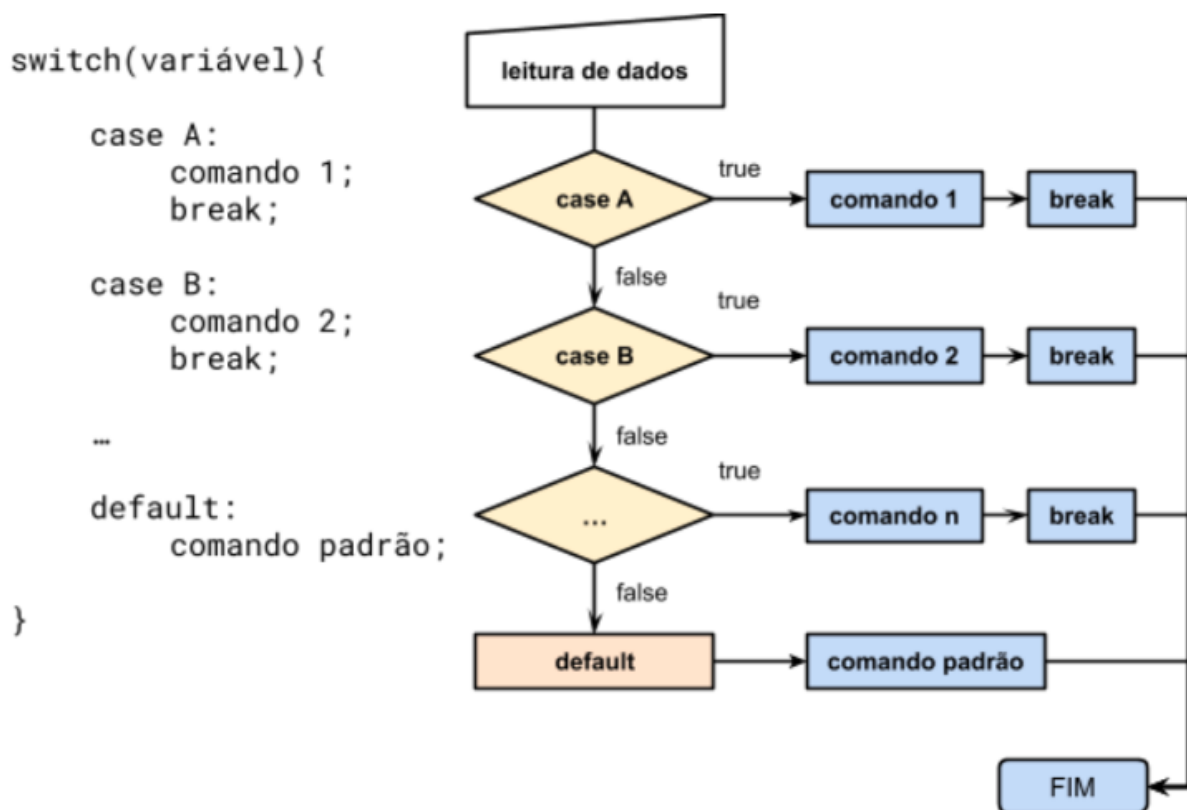 switch(variável){
case A:
comando 1;
break;
case B:
comando 2;
break;
…
default:
comando padrão;
}
leitura de dados
case A
true
comando 1
break
false
case B
true
comando 2
break
false
...
true
comando n
break
false
default
comando padrão
FIM